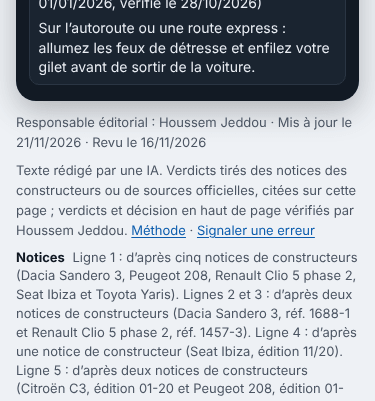 01/01/2026, vérifié le 28/10/2026)
Sur l’autoroute ou une route express :
allumez les feux de détresse et enfilez votre
gilet avant de sortir de la voiture.
Responsable éditorial : Houssem Jeddou · Mis à jour le
21/11/2026 · Revu le 16/11/2026
Texte rédigé par une IA. Verdicts tirés des notices des
constructeurs ou de sources officielles, citées sur cette
page ; verdicts et décision en haut de page vérifiés par
Houssem Jeddou. Méthode · Signaler une erreur
Notices Ligne 1 : d’après cinq notices de constructeurs
(Dacia Sandero 3, Peugeot 208, Renault Clio 5 phase 2,
Seat Ibiza et Toyota Yaris). Lignes 2 et 3 : d’après deux
notices de constructeurs (Dacia Sandero 3, réf. 1688-1
et Renault Clio 5 phase 2, réf. 1457-3). Ligne 4 : d’après
une notice de constructeur (Seat Ibiza, édition 11/20).
Ligne 5 : d’après deux notices de constructeurs
(Citroën C3, édition 01-20 et Peugeot 208, édition 01-